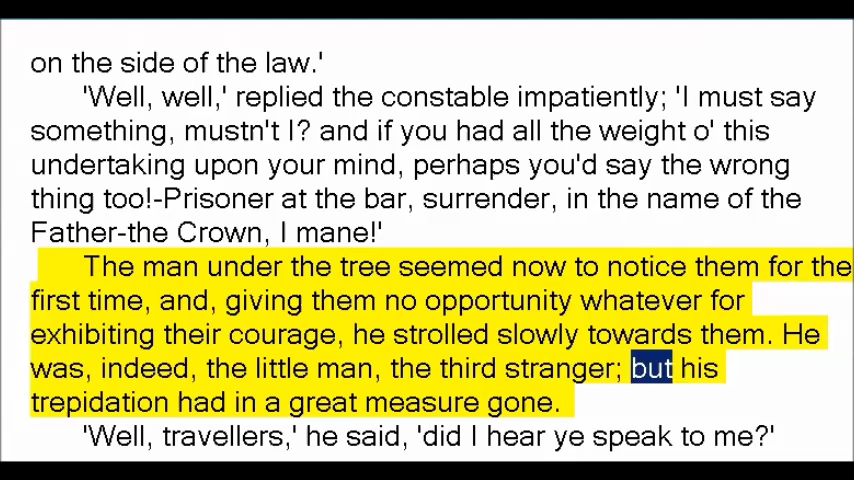 on the side of the law.'
'Well, well,' replied the constable impatiently; 'I must say
something, mustn't I? and if you had all the weight o' this
undertaking upon your mind, perhaps you'd say the wrong
thing too!-Prisoner at the bar, surrender, in the name of the
Father-the Crown, I mane!'
The man under the tree seemed now to notice them for the
first time, and, giving them no opportunity whatever for
exhibiting their courage, he strolled slowly towards them. He
was, indeed, the little man, the third stranger; but his
trepidation had in a great measure gone.
'Well, travellers,' he said, 'did I hear ye speak to me?'